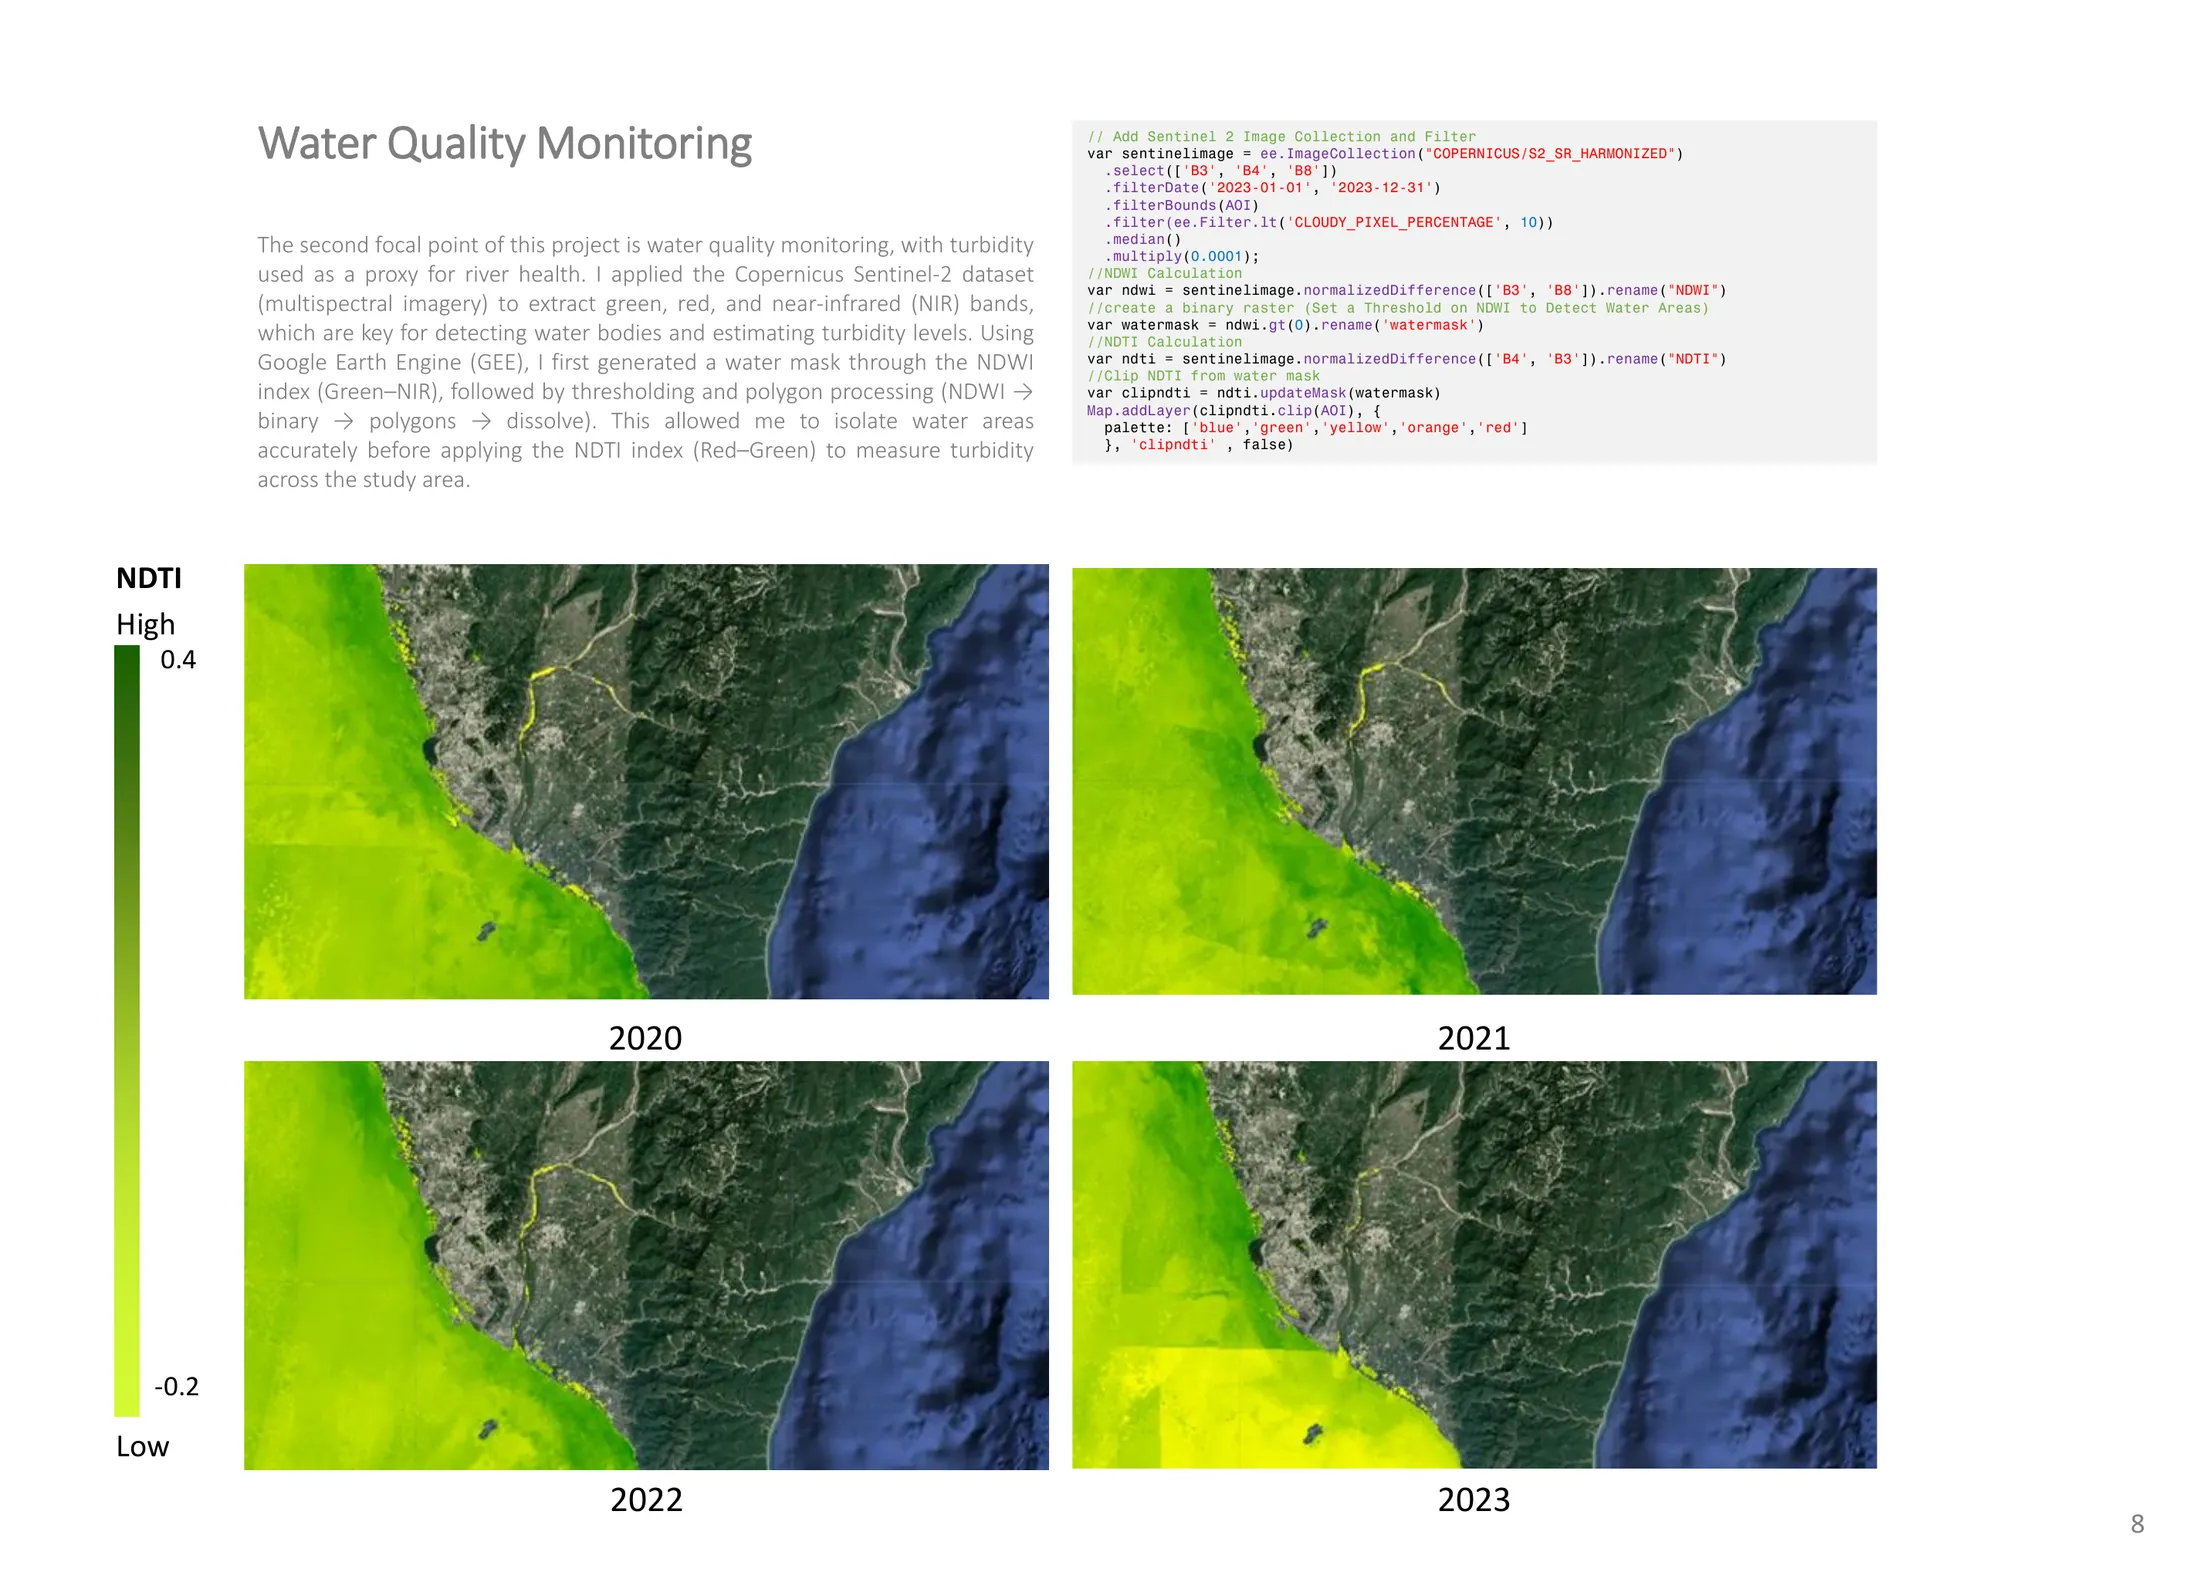 Water Quality Monitoring
The second focal point of this project is water quality monitoring, with turbidity
used as a proxy for river health. I applied the Copernicus Sentinel-2 dataset
(multispectral imagery) to extract green, red, and near-infrared (NIR) bands,
which are key for detecting water bodies and estimating turbidity levels. Using
Google Earth Engine (GEE), I first generated a water mask through the NDWI
index (Green–NIR), followed by thresholding and polygon processing (NDWI →
binary → polygons → dissolve). This allowed me to isolate water areas
accurately before applying the NDTI index (Red–Green) to measure turbidity
across the study area.
// Add Sentinel 2 Image Collection and Filter
var sentinelimage = ee.ImageCollection("COPERNICUS/S2_SR_HARMONIZED")
  .select(['B3', 'B4', 'B8'])
  .filterDate('2023-01-01', '2023-12-31')
  .filterBounds(AOI)
  .filter(ee.Filter.lt('CLOUDY_PIXEL_PERCENTAGE', 10))
  .median()
  .multiply(0.0001);
//NDWI Calculation
var ndwi = sentinelimage.normalizedDifference(['B3', 'B8']).rename("NDWI")
//create a binary raster (Set a Threshold on NDWI to Detect Water Areas)
var watermask = ndwi.gt(0).rename('watermask')
//NDTI Calculation
var ndti = sentinelimage.normalizedDifference(['B4', 'B3']).rename("NDTI")
//Clip NDTI from water mask
var clipndti = ndti.updateMask(watermask)
Map.addLayer(clipndti.clip(AOI), {
  palette: ['blue','green','yellow','orange','red']
  }, 'clipndti' , false)
NDTI
High
0.4
-0.2
Low
2020
2021
2022
2023
8